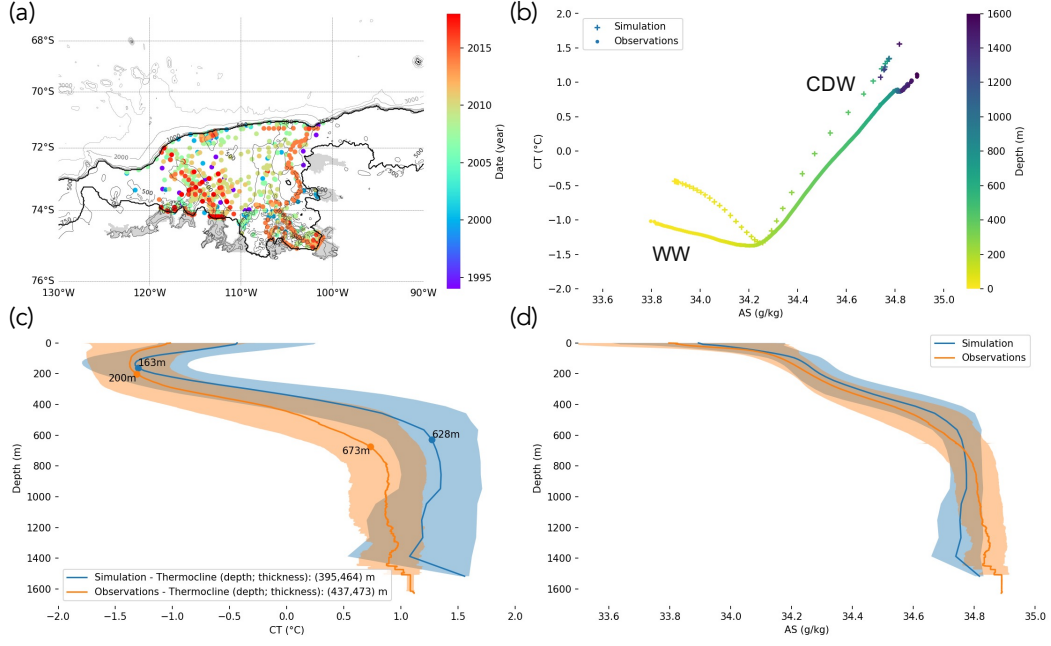 (a)
68°S
70°S
72°S
74°S
76°S
130°W
120°W
110°W
100°W
90°W
2015
2010
2005
2000
1995
Date (year)
(b)
2.0
1.5
1.0
0.5
0.0
−0.5
−1.0
−1.5
−2.0
CT (°C)
Simulation
Observations
CDW
WW
33.6
33.8
34.0
34.2
34.4
34.6
34.8
35.0
AS (g/kg)
1600
1400
1200
1000
800
600
400
200
0
Depth (m)
(c)
0
200
400
600
800
1000
1200
1400
1600
Depth (m)
163m
200m
628m
673m
Simulation - Thermocline (depth; thickness): (395,464) m
Observations - Thermocline (depth; thickness): (437,473) m
−2.0
−1.5
−1.0
−0.5
0.0
0.5
1.0
1.5
2.0
CT (°C)
(d)
0
200
400
600
800
1000
1200
1400
1600
Depth (m)
Simulation
Observations
33.6
33.8
34.0
34.2
34.4
34.6
34.8
35.0
AS (g/kg)